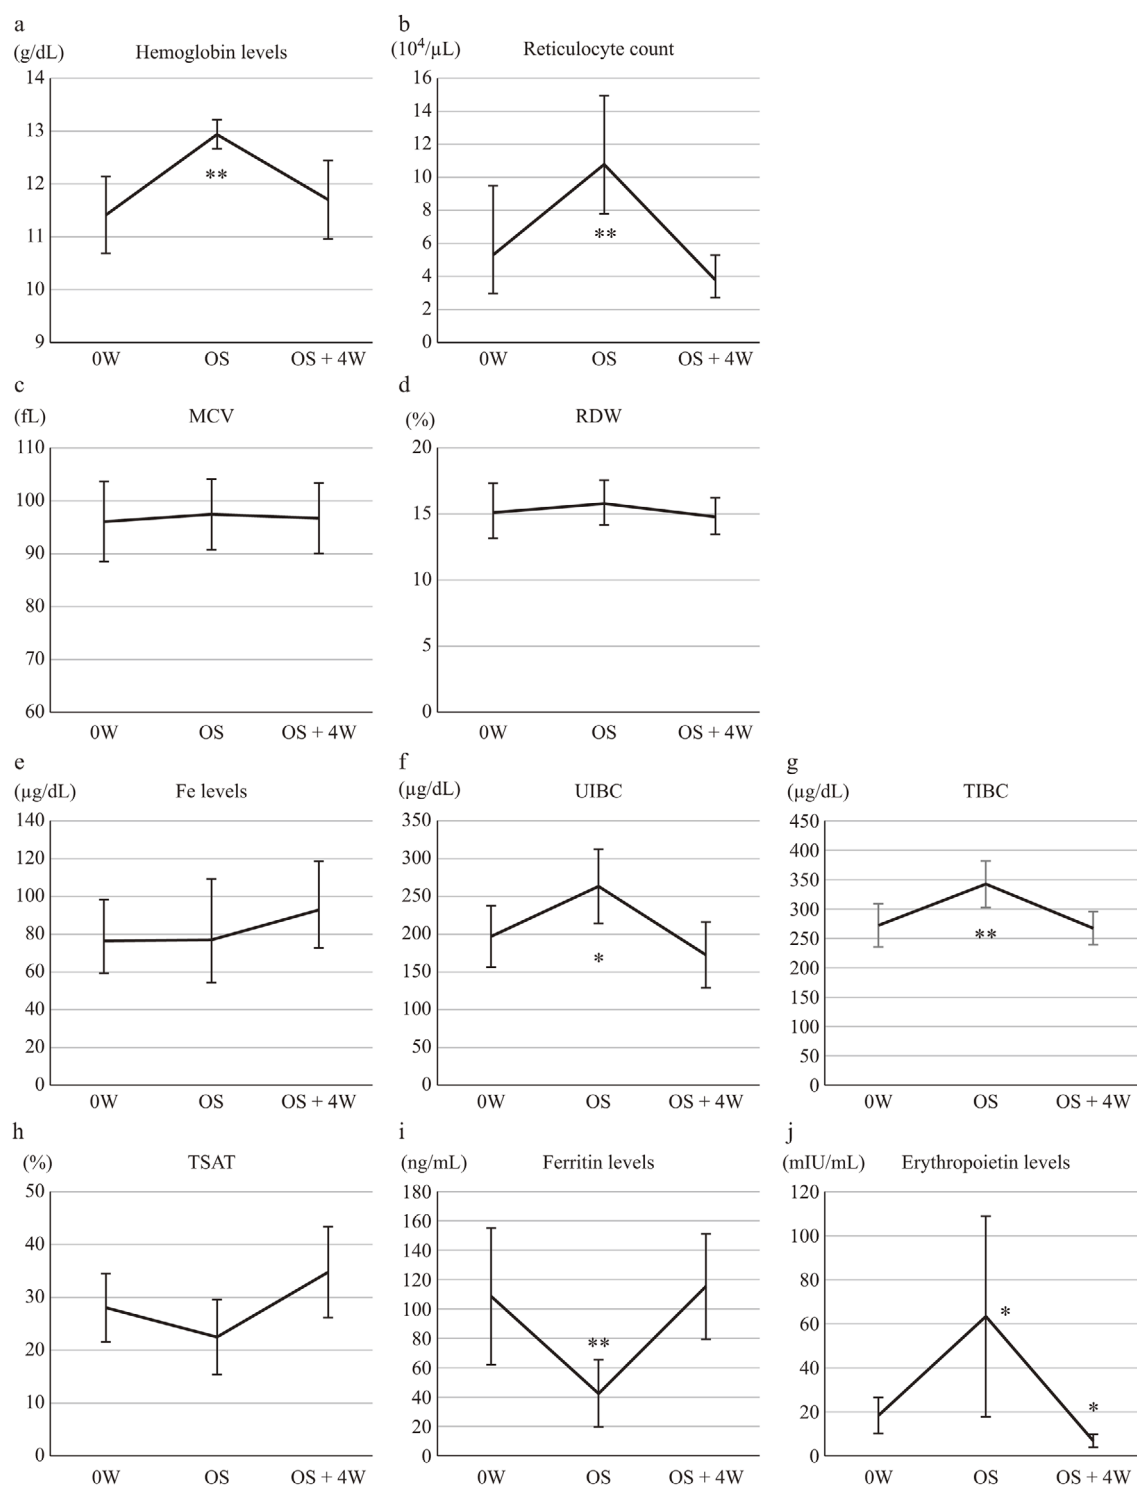 a
(g/dL) Hemoglobin levels
14
13
12
11
10
9
**
0W OS OS + 4W
b
(10⁴/µL) Reticulocyte count
16
14
12
10
8
6
4
2
0
**
0W OS OS + 4W
c
(fL) MCV
110
100
90
80
70
60
0W OS OS + 4W
d
(%) RDW
20
15
10
5
0
0W OS OS + 4W
e
(µg/dL) Fe levels
140
120
100
80
60
40
20
0
0W OS OS + 4W
f
(µg/dL) UIBC
350
300
250
200
150
100
50
0
*
0W OS OS + 4W
g
(µg/dL) TIBC
450
400
350
300
250
200
150
100
50
0
**
0W OS OS + 4W
h
(%) TSAT
50
40
30
20
10
0
0W OS OS + 4W
i
(ng/mL) Ferritin levels
180
160
140
120
100
80
60
40
20
0
**
0W OS OS + 4W
j
(mIU/mL) Erythropoietin levels
120
100
80
60
40
20
0
*
*
0W OS OS + 4W